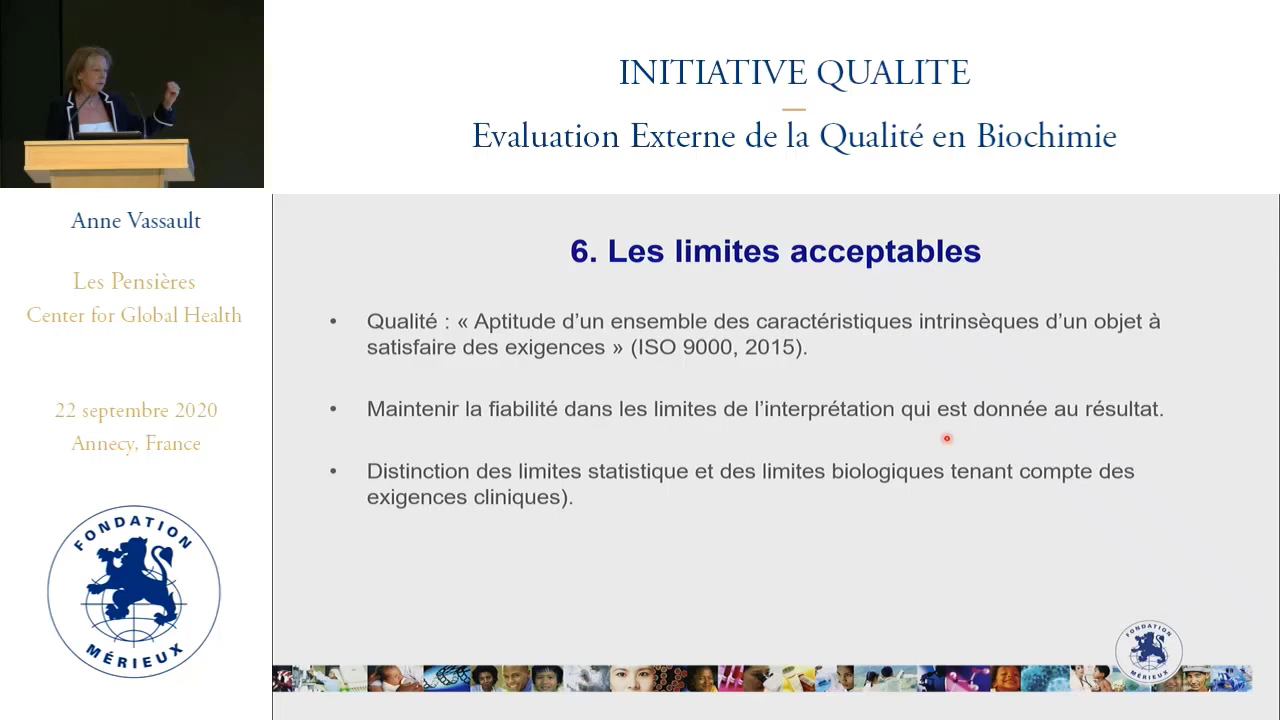 INITIATIVE QUALITE
Evaluation Externe de la Qualité en Biochimie
Anne Vassault
Les Pensières
Center for Global Health
22 septembre 2020
Annecy, France
FONDATION
MÉRIEUX
6. Les limites acceptables
• Qualité : « Aptitude d’un ensemble des caractéristiques intrinsèques d’un objet à
satisfaire des exigences » (ISO 9000, 2015).
• Maintenir la fiabilité dans les limites de l’interprétation qui est donnée au résultat.
• Distinction des limites statistique et des limites biologiques tenant compte des
exigences cliniques).
FONDATION
MÉRIEUX